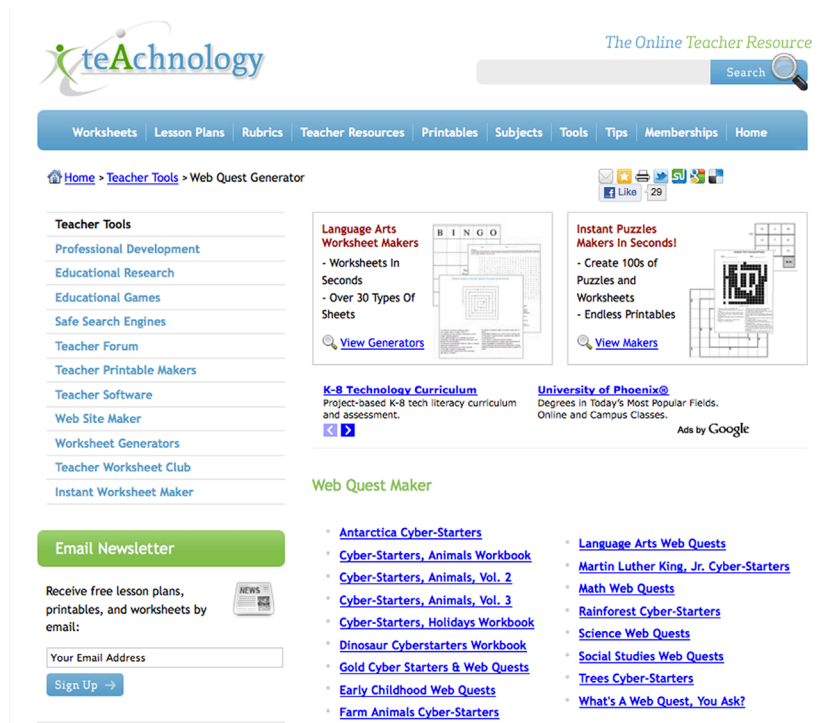 teAchnology
The Online Teacher Resource
Search
Worksheets
Lesson Plans
Rubrics
Teacher Resources
Printables
Subjects
Tools
Tips
Memberships
Home
Home > Teacher Tools > Web Quest Generator
Like
29
Teacher Tools
Professional Development
Educational Research
Educational Games
Safe Search Engines
Teacher Forum
Teacher Printable Makers
Teacher Software
Web Site Maker
Worksheet Generators
Teacher Worksheet Club
Instant Worksheet Maker
Email Newsletter
Receive free lesson plans,
printables, and worksheets by
email:
NEWS
Your Email Address
Sign Up
Language Arts
Worksheet Makers
- Worksheets In
Seconds
- Over 30 Types Of
Sheets
View Generators
BINGO
Instant Puzzles
Makers In Seconds!
- Create 100s of
Puzzles and
Worksheets
- Endless Printables
View Makers
K-8 Technology Curriculum
Project-based K-8 tech literacy curriculum
and assessment.
University of Phoenix®
Degrees in Today's Most Popular Fields.
Online and Campus Classes.
Ads by Google
Web Quest Maker
Antarctica Cyber-Starters
Cyber-Starters, Animals Workbook
Cyber-Starters, Animals, Vol. 2
Cyber-Starters, Animals, Vol. 3
Cyber-Starters, Holidays Workbook
Dinosaur Cyberstarters Workbook
Gold Cyber Starters & Web Quests
Early Childhood Web Quests
Farm Animals Cyber-Starters
Language Arts Web Quests
Martin Luther King, Jr. Cyber-Starters
Math Web Quests
Rainforest Cyber-Starters
Science Web Quests
Social Studies Web Quests
Trees Cyber-Starters
What's A Web Quest, You Ask?